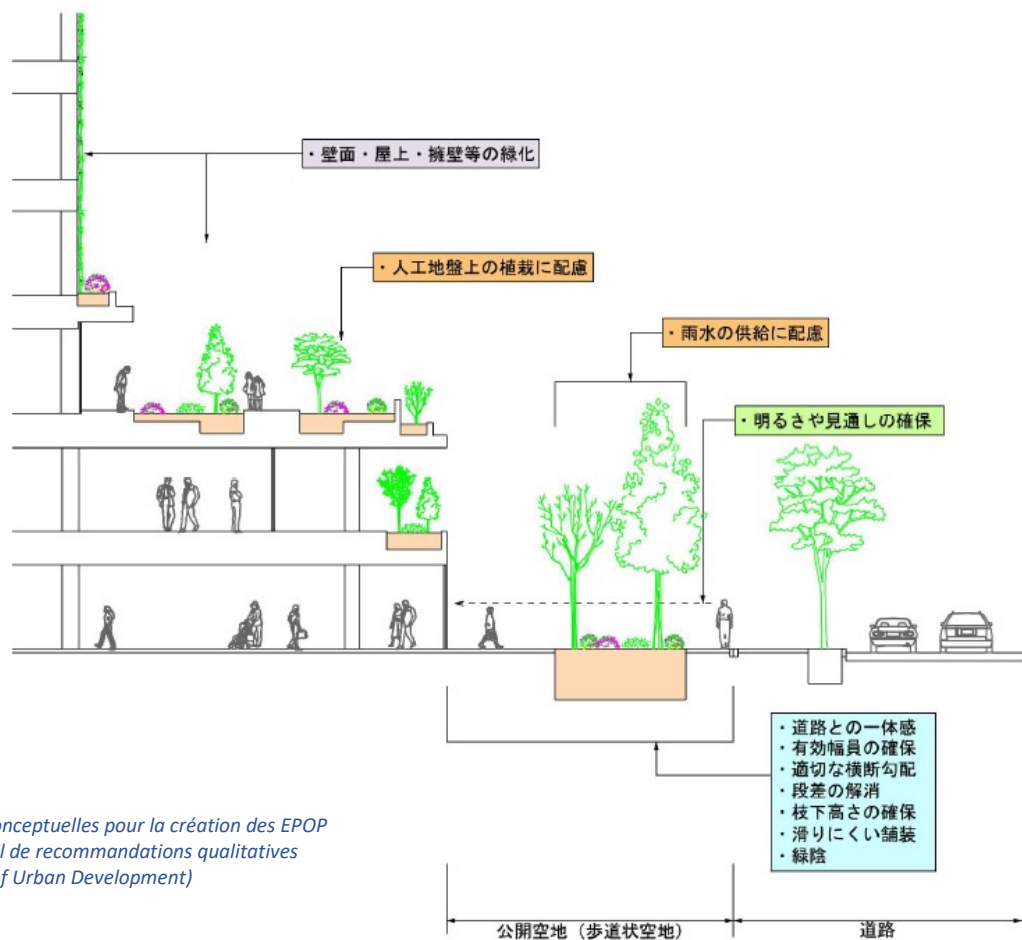 ・壁面・屋上・擁壁等の緑化
・人工地盤上の植栽に配慮
・雨水の供給に配慮
・明るさや見通しの確保
・道路との一体感
・有効幅員の確保
・適切な横断勾配
・段差の解消
・枝下高さの確保
・滑りにくい舗装
・緑陰
onceptuelles pour la création des EPOP
l de recommandations qualitatives
f Urban Development)
公開空地（歩道状空地）
道路